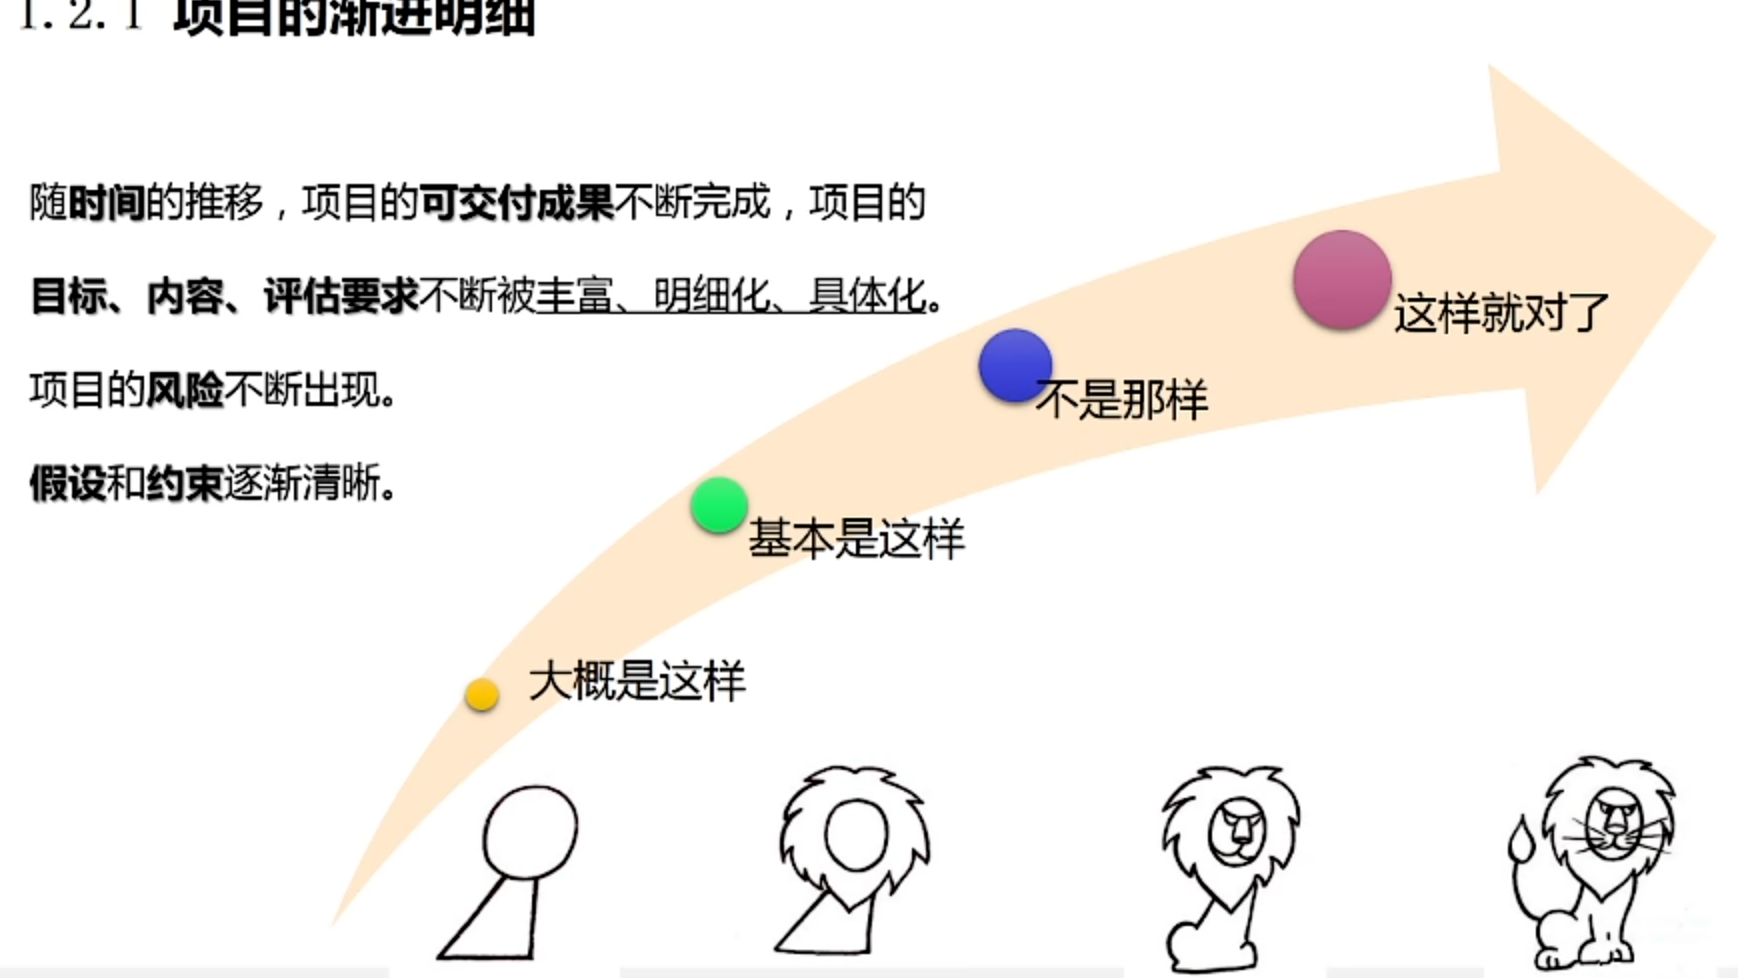 1.2.1 项目的渐进明细
随时间的推移，项目的可交付成果不断完成，项目的
目标、内容、评估要求不断被丰富、明细化、具体化。
项目的风险不断出现。
假设和约束逐渐清晰。
这样就对了
不是那样
基本是这样
大概是这样